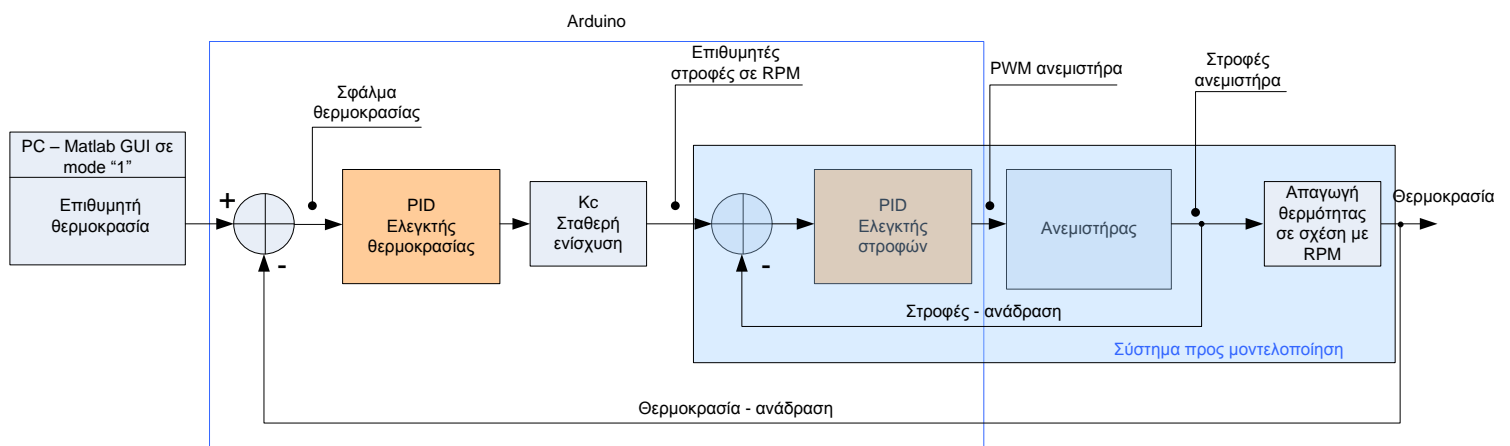 Arduino
Επιθυμητές
στροφές σε RPM
PWM ανεμιστήρα
Στροφές
ανεμιστήρα
Σφάλμα
θερμοκρασίας
PC – Matlab GUI σε
mode “1”
Επιθυμητή
θερμοκρασία
+
-
PID
Ελεγκτής
θερμοκρασίας
Kc
Σταθερή
ενίσχυση
-
PID
Ελεγκτής
στροφών
Ανεμιστήρας
Απαγωγή
θερμότητας
σε σχέση με
RPM
Θερμοκρασία
Στροφές - ανάδραση
Σύστημα προς μοντελοποίηση
Θερμοκρασία - ανάδραση